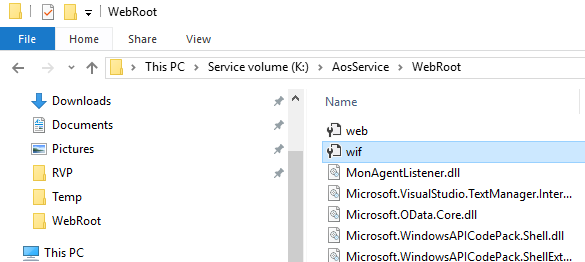 WebRoot
File Home Share View
This PC Service volume (K:) AosService WebRoot
Downloads
Documents
Pictures
RVP
Temp
WebRoot
This PC
Name
web
wif
MonAgentListener.dll
Microsoft.VisualStudio.TextManager.Inter...
Microsoft.OData.Core.dll
Microsoft.WindowsAPICodePack.Shell.dll
Microsoft.WindowsAPICodePack.ShellExt...